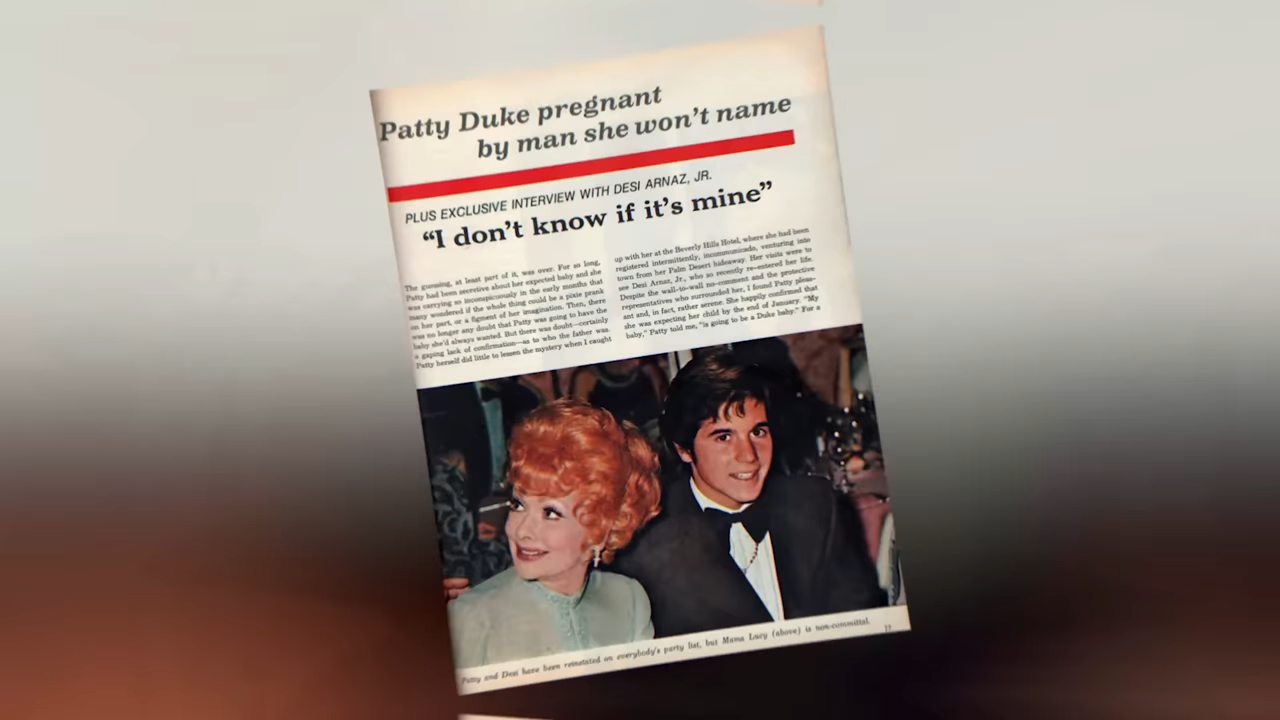 Patty Duke pregnant
by man she won't name
PLUS EXCLUSIVE INTERVIEW WITH DESI ARNAZ, JR.
“I don't know if it's mine”
The guessing, at least part of it, was over. For so long,
Patty had been secretive about her expected baby and she
was carrying so inconspicuously in the early months that
many wondered if the whole thing could be a pixie prank
on her part, or a figment of her imagination. Then, there
was no longer any doubt that Patty was going to have the
baby she'd always wanted. But there was doubt—certainly
a gaping lack of confirmation—as to who the father was.
Patty herself did little to lessen the mystery when I caught
up with her at the Beverly Hills Hotel, where she had been
registered intermittently, incommunicado, venturing into
town from her Palm Desert hideaway. Her visits were to
see Desi Arnaz, Jr., who so recently re-entered her life.
Despite the wall-to-wall no-comment and the protective
representatives who surrounded her, I found Patty pleas-
ant and, in fact, rather serene. She happily confirmed that
she was expecting her child by the end of January. “My
baby,” Patty told me, “is going to be a Duke baby.” For a
Patty and Desi have been reinstated on everybody's party list, but Mama Lucy (above) is non-committal.